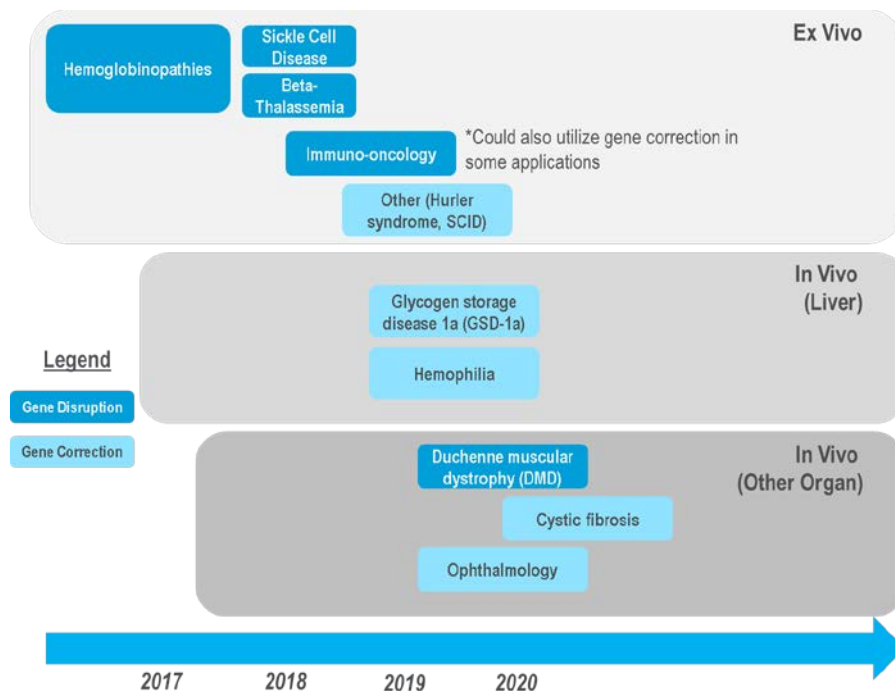 Ex Vivo
Hemoglobinopathies
Sickle Cell
Disease
Beta-
Thalassemia
Immuno-oncology
*Could also utilize gene correction in
some applications
Other (Hurler
syndrome, SCID)
In Vivo
(Liver)
Glycogen storage
disease 1a (GSD-1a)
Hemophilia
Legend
Gene Disruption
Gene Correction
In Vivo
(Other Organ)
Duchenne muscular
dystrophy (DMD)
Cystic fibrosis
Ophthalmology
2017
2018
2019
2020